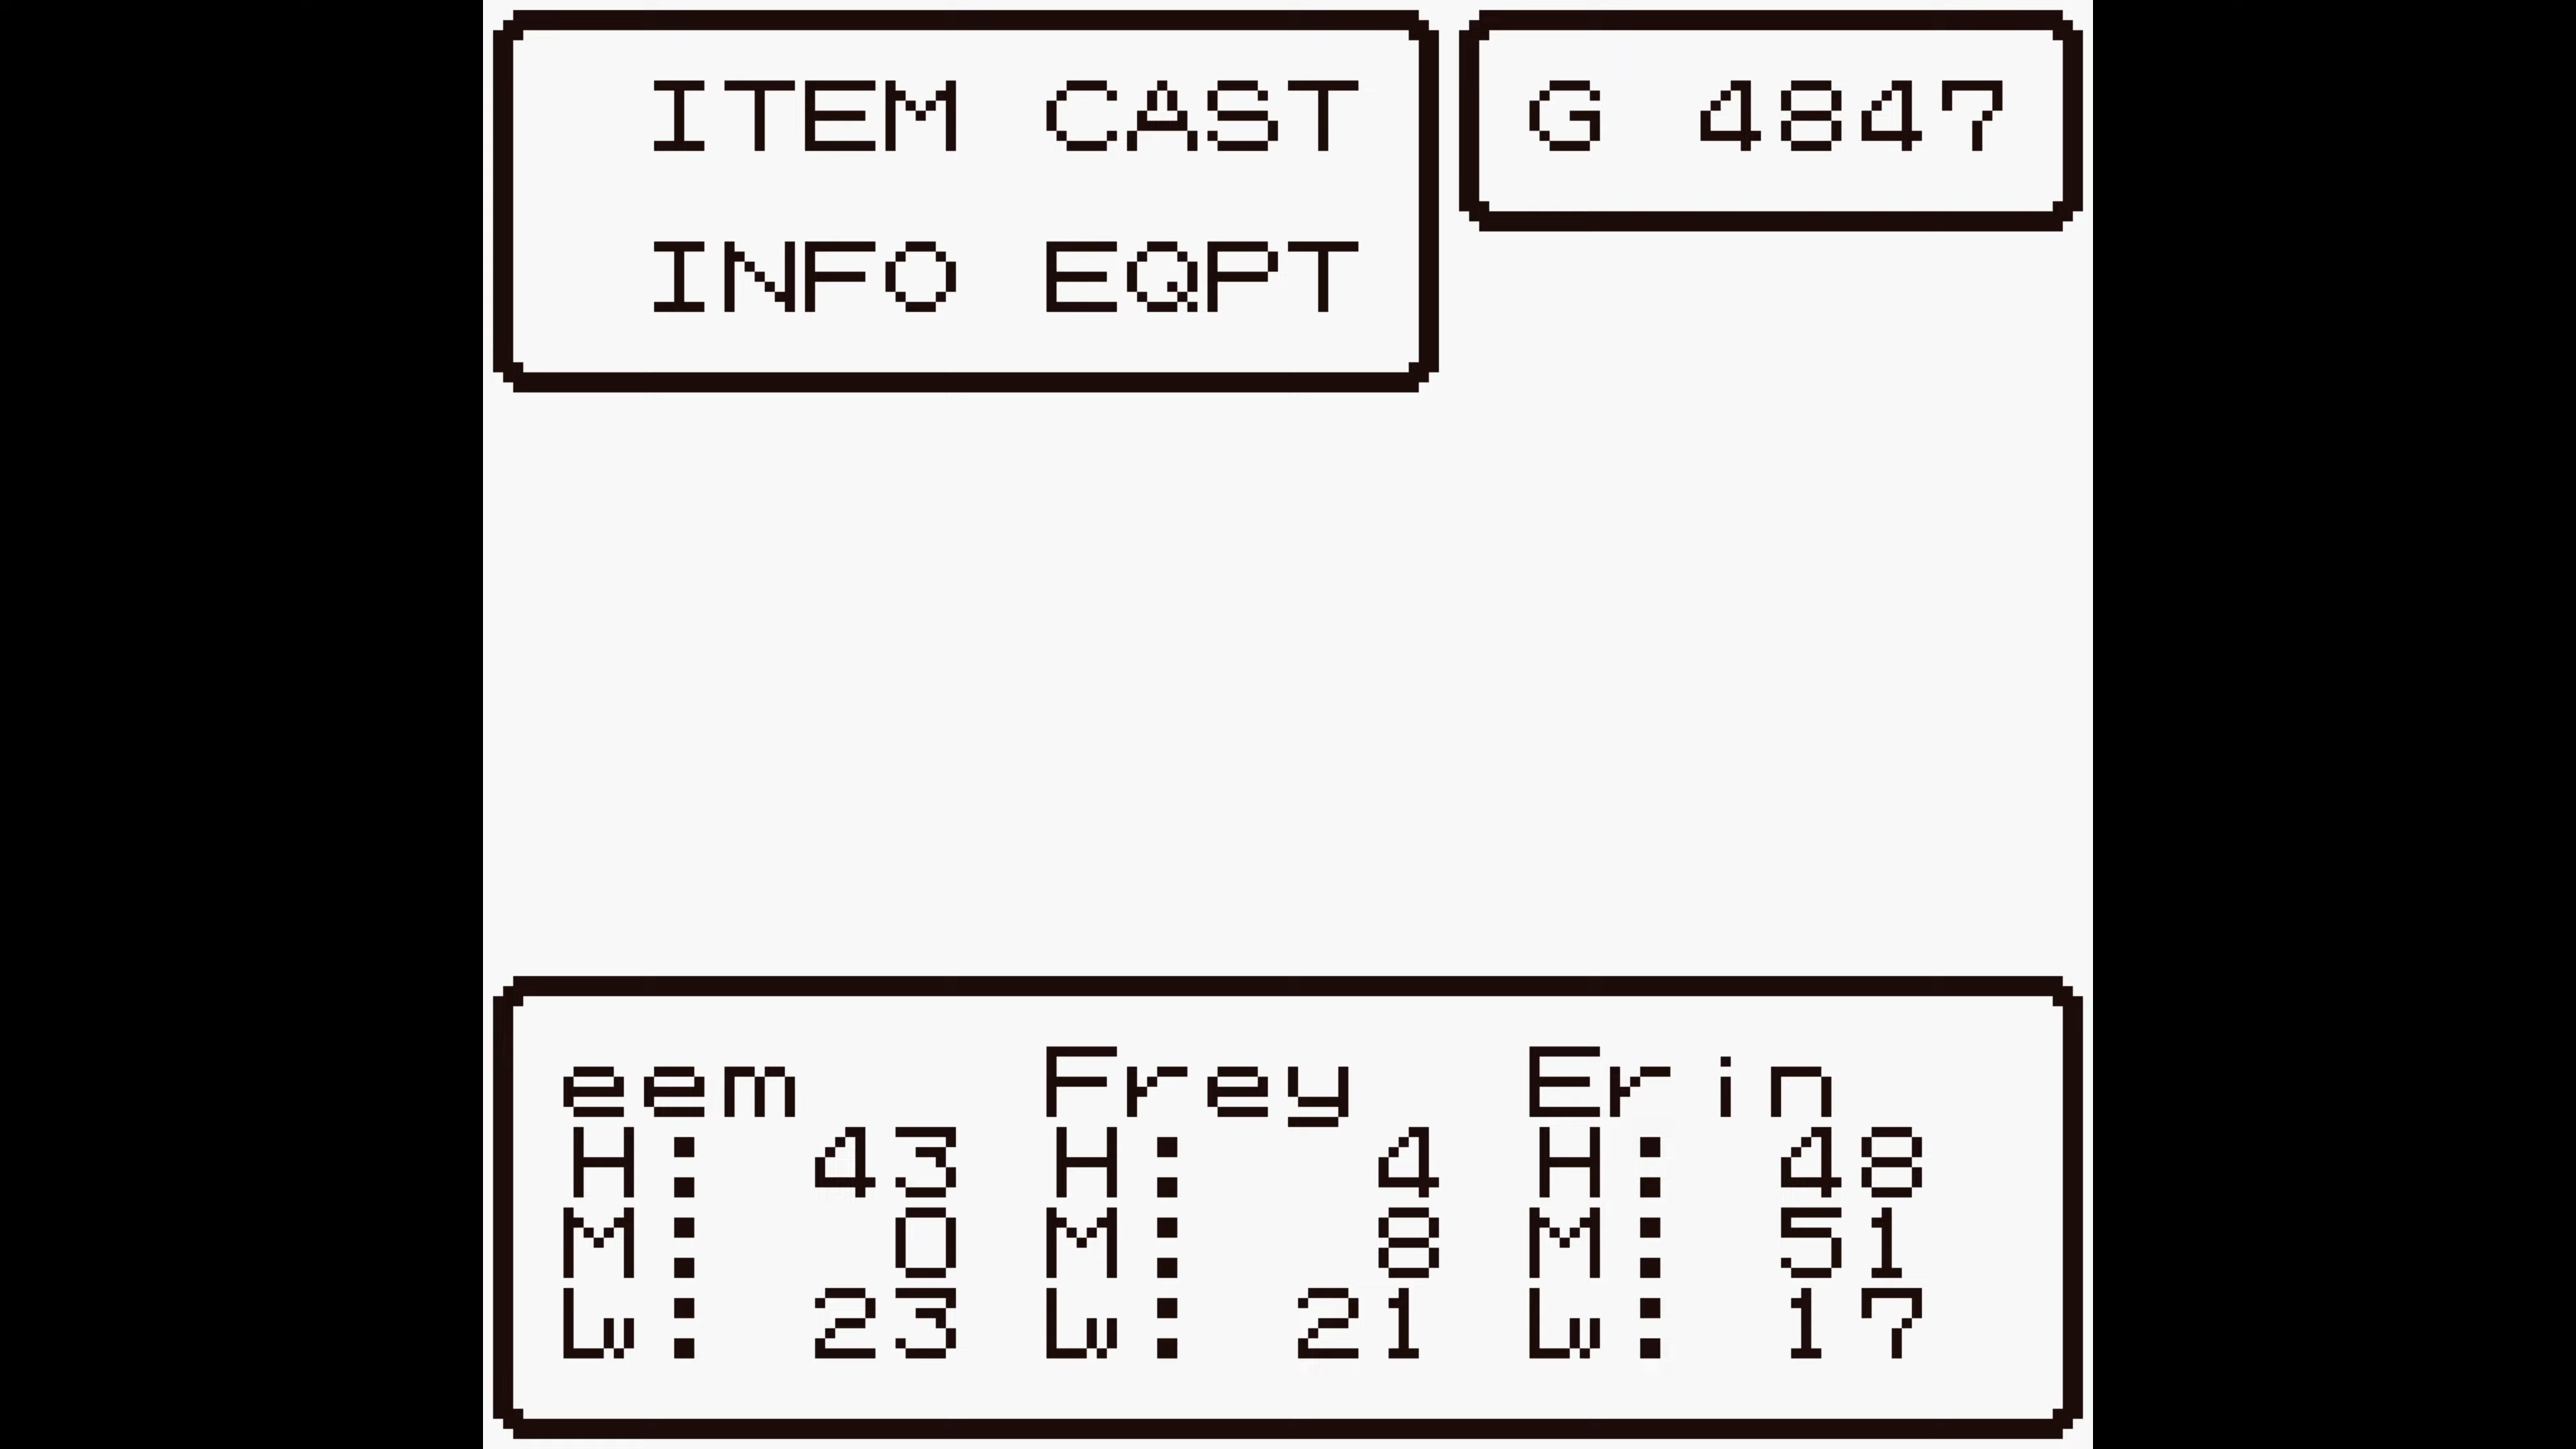 ITEM CAST
INFO EQPT
G 4847
eem Frey Erin
H: 43 H: 4 H: 48
M: 0 M: 8 M: 51
Lv: 23 Lv: 21 Lv: 17